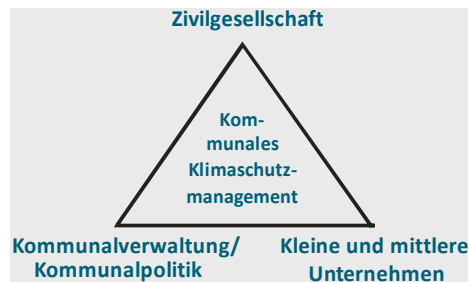 Zivilgesellschaft
Kom-
munales
Klimaschutz-
management
Kommunalverwaltung/
Kommunalpolitik
Kleine und mittlere
Unternehmen